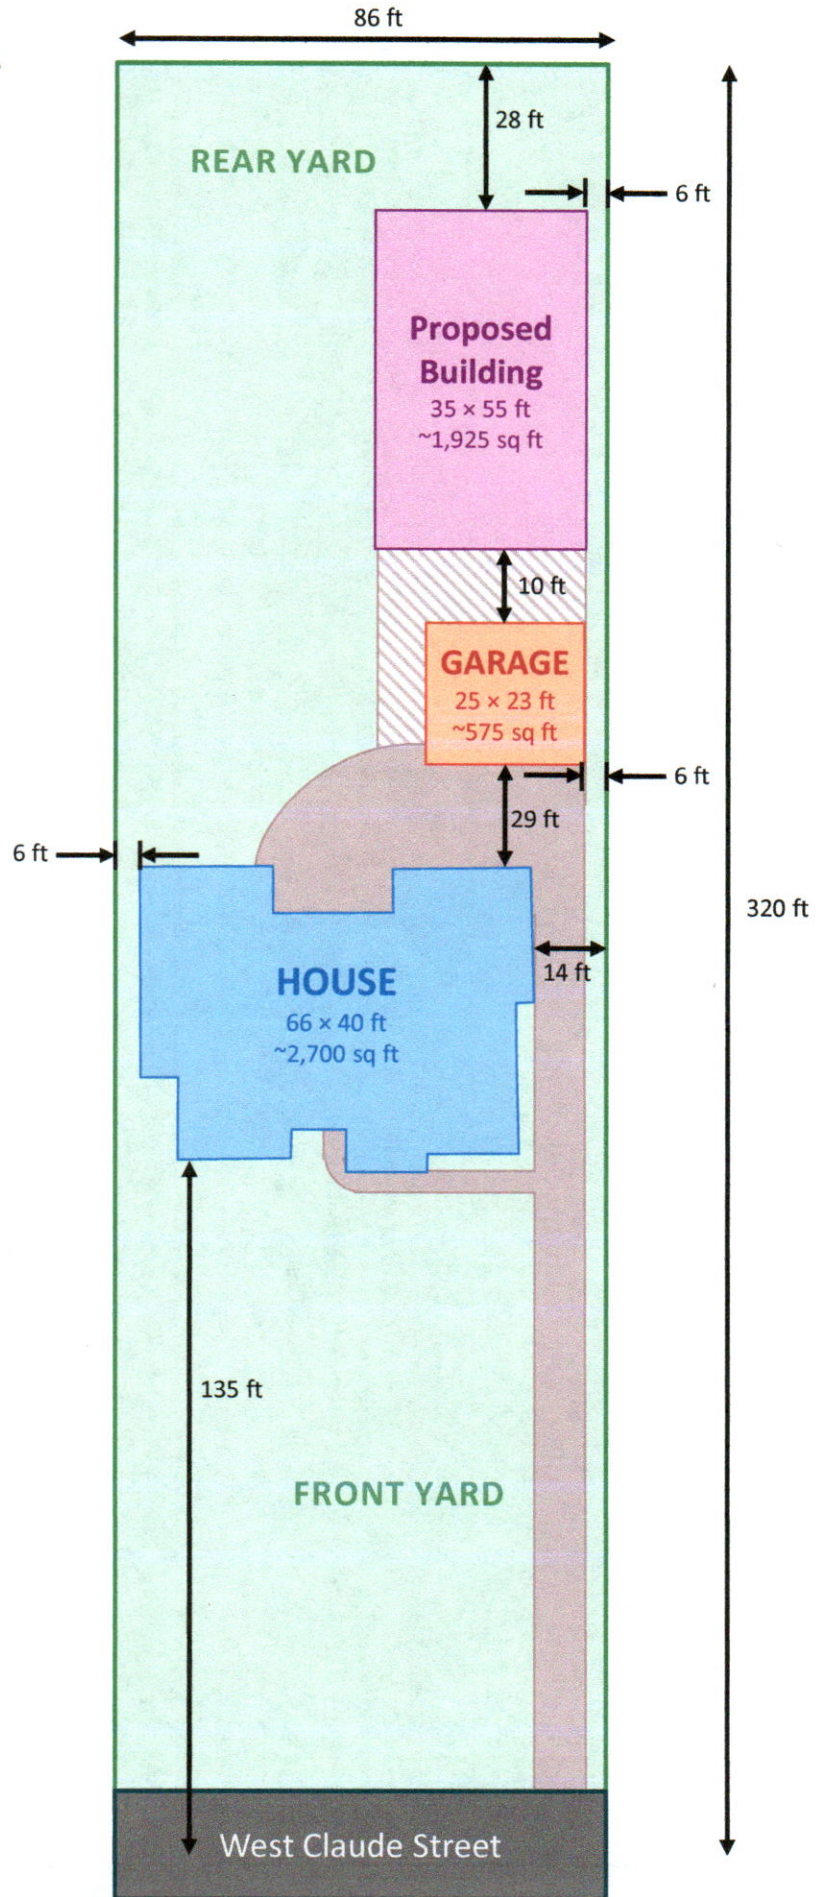 86 ft
28 ft
REAR YARD
6 ft
Proposed
Building
35 × 55 ft
~1,925 sq ft
10 ft
GARAGE
25 × 23 ft
~575 sq ft
6 ft
29 ft
6 ft
320 ft
14 ft
HOUSE
66 × 40 ft
~2,700 sq ft
135 ft
FRONT YARD
West Claude Street